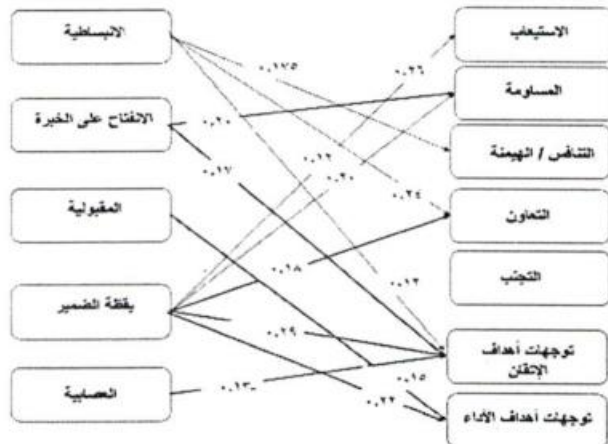 الانبساطية
الاستيعاب
٠.١٧٥
٠.٢٦
المساومة
الانفتاح على الخبرة
٠.٢٠
التنافس / الهيمنة
٠.١٧
٠.٢٠
المقبولية
٠.٢٤
التعاون
٠.١٨
التجنب
٠.١٣
يقظة الضمير
٠.٢٩
توجهات أهداف
الإتقان
العصابية
٠.١٣-
٠.١٥
٠.٢٢
توجهات أهداف الأداء